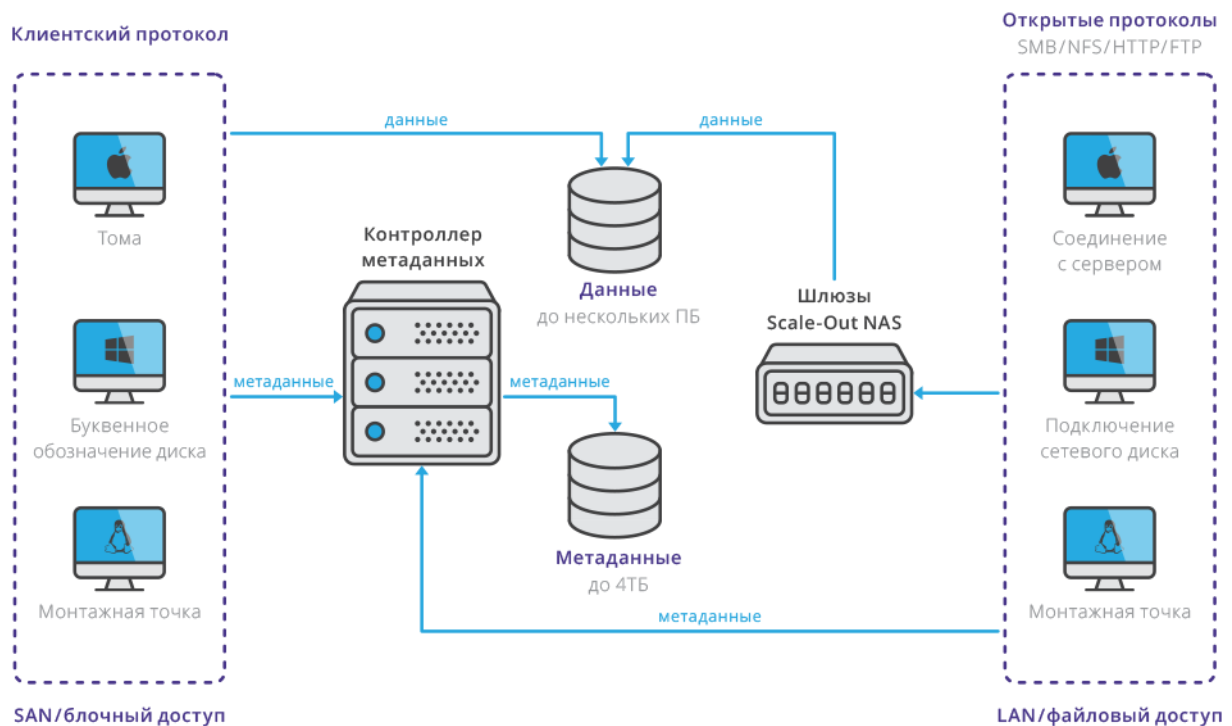 Клиентский протокол
Открытые протоколы
SMB/NFS/HTTP/FTP
данные
данные
Тома
Контроллер
метаданных
Данные
до нескольких ПБ
Шлюзы
Scale-Out NAS
Соединение
с сервером
метаданные
метаданные
Буквенное
обозначение диска
Подключение
сетевого диска
Метаданные
до 4ТБ
Монтажная точка
метаданные
Монтажная точка
SAN/блочный доступ
LAN/файловый доступ